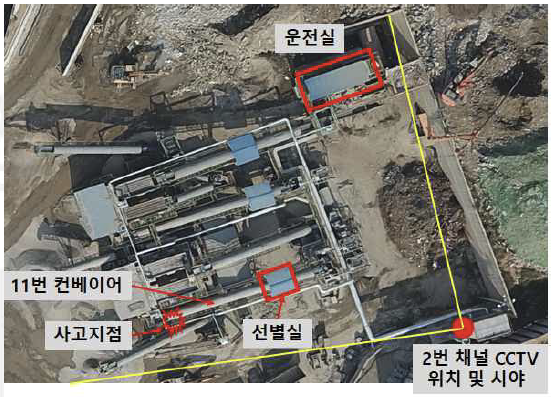 운전실
11번 컨베이어
사고지점
선별실
2번 채널 CCTV
위치 및 시야